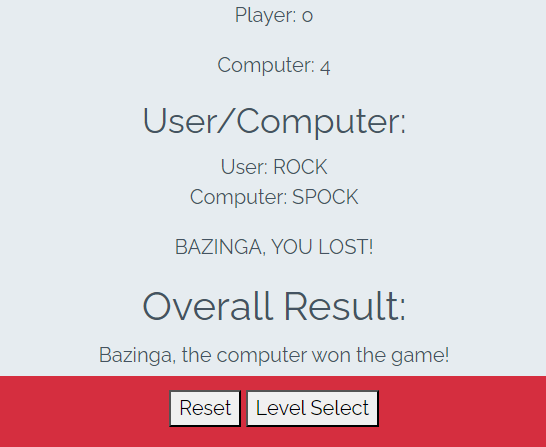 Player: 0
Computer: 4
User/Computer:
User: ROCK
Computer: SPOCK
BAZINGA, YOU LOST!
Overall Result:
Bazinga, the computer won the game!
Reset Level Select